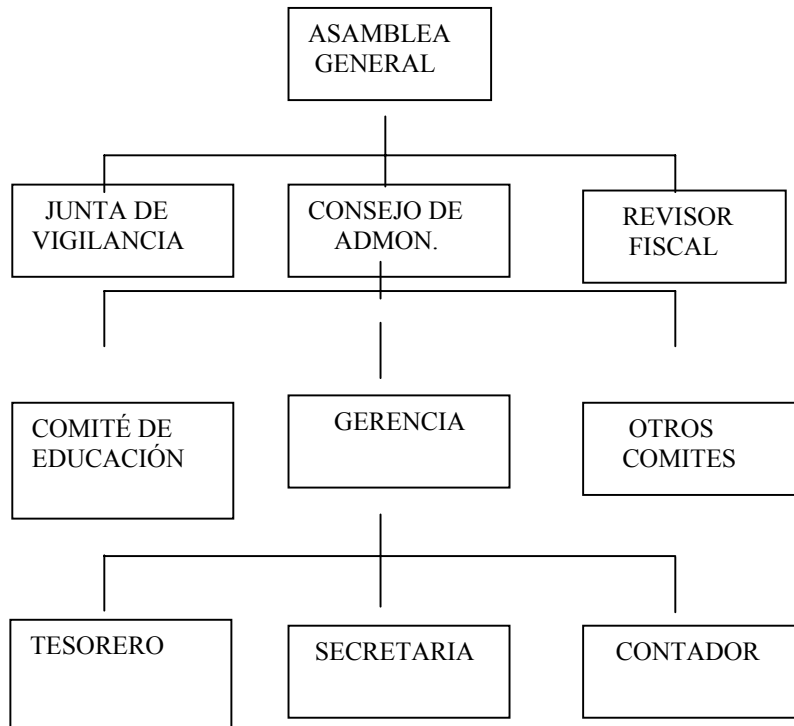 ASAMBLEA
GENERAL
JUNTA DE
VIGILANCIA
CONSEJO DE
ADMON.
REVISOR
FISCAL
COMITÉ DE
EDUCACIÓN
GERENCIA
OTROS
COMITES
TESORERO
SECRETARIA
CONTADOR